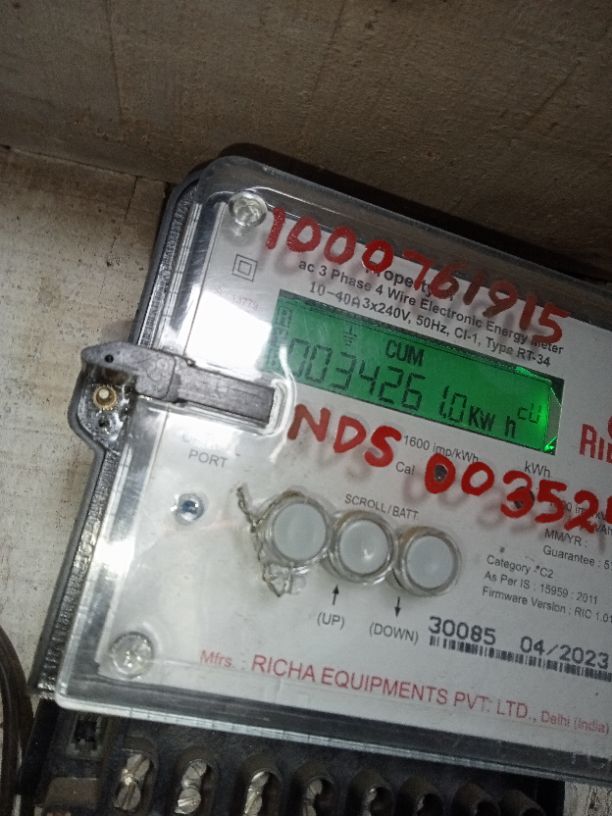 1000761915
ac 3 Phase 4 Wire Electronic Energy Meter
10-40A 3x240V, 50Hz, Cl-1, Type RT-34
CUM
0034261.0 Kw h
NDS 00352
1600 imp/kWh
kWh
Cal
PORT
SCROLL/BATT.
MM/YR :
Guarantee : 5
Category : C2
As Per IS : 15959 : 2011
Firmware Version : RIC 1.01
(UP)
(DOWN)
30085 04/2023
Mfrs. : RICHA EQUIPMENTS PVT. LTD., Delhi (India)